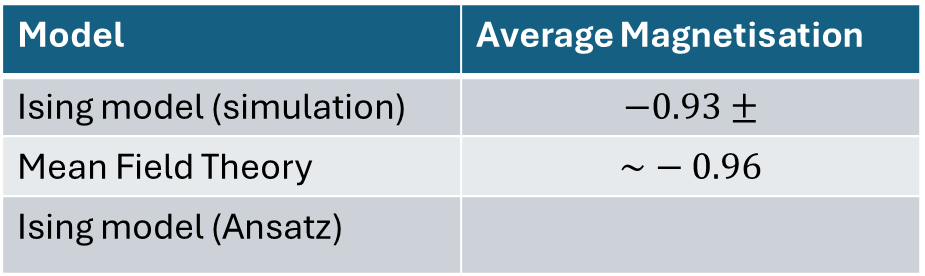 Model Average Magnetisation
Ising model (simulation) −0.93 ±
Mean Field Theory ~ − 0.96
Ising model (Ansatz)